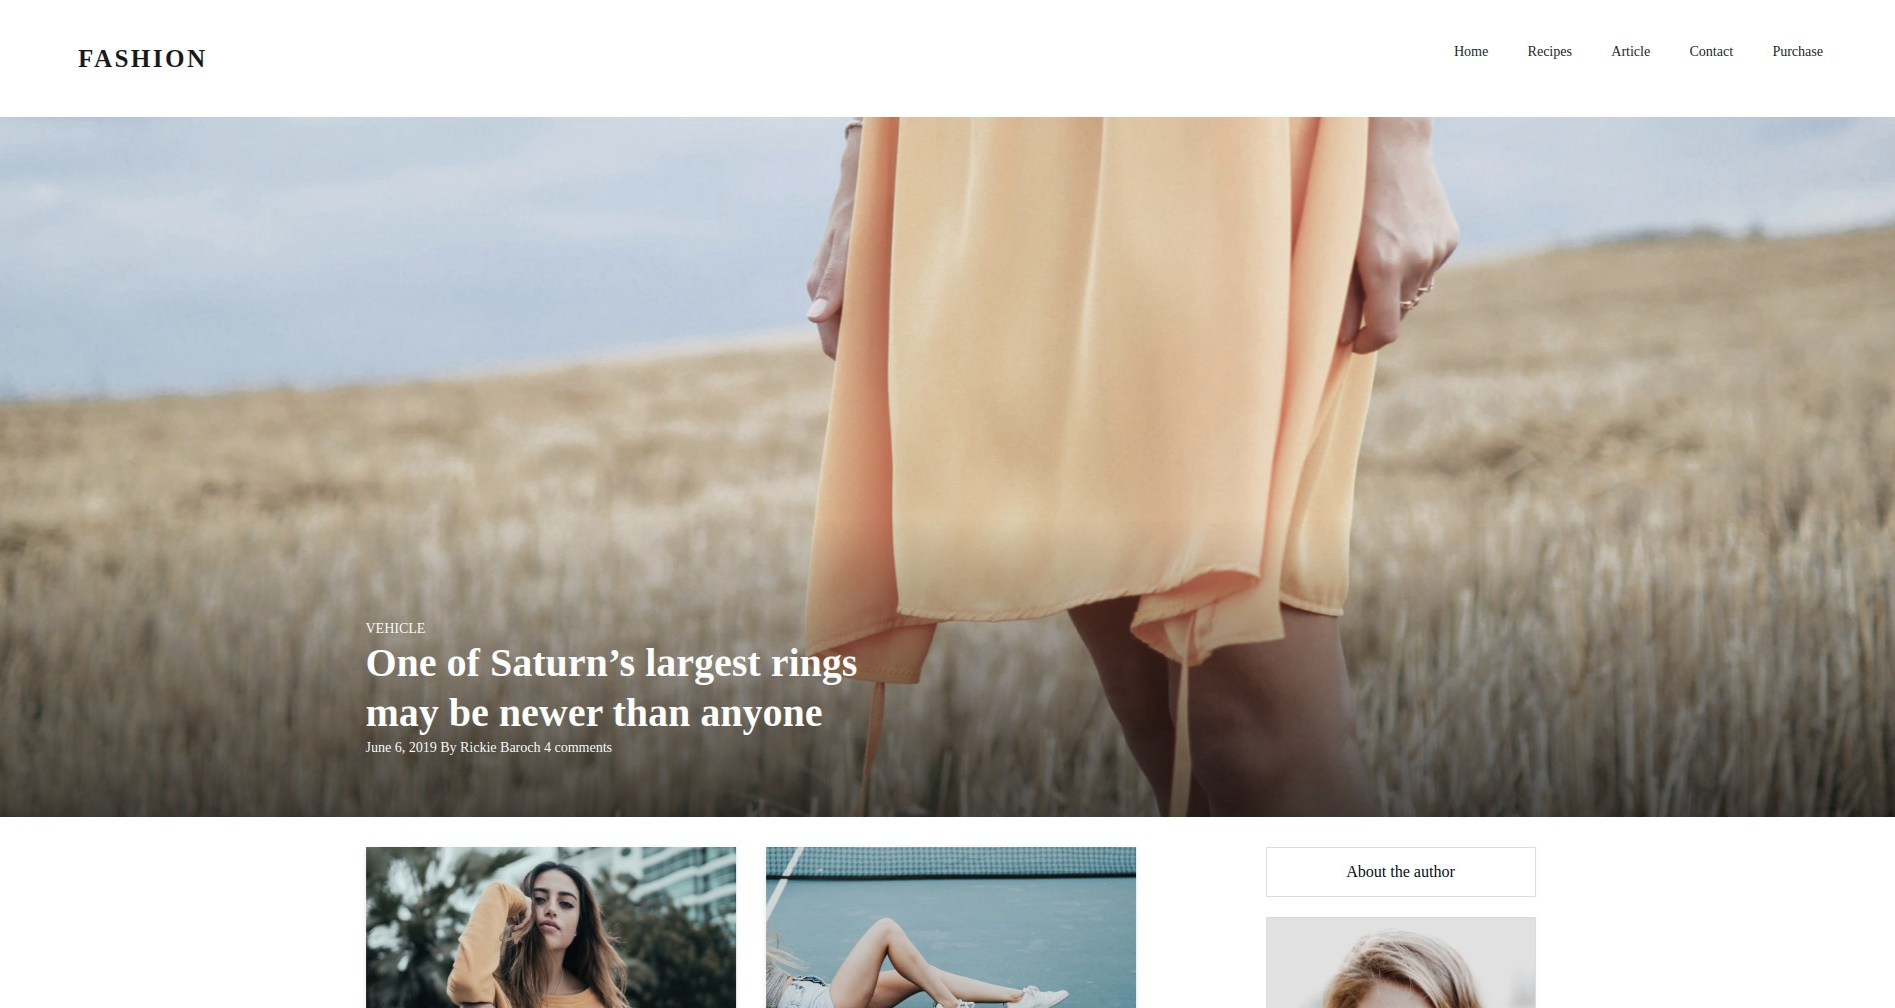 FASHION
Home Recipes Article Contact Purchase
VEHICLE
One of Saturn’s largest rings
may be newer than anyone
June 6, 2019 By Rickie Baroch 4 comments
About the author